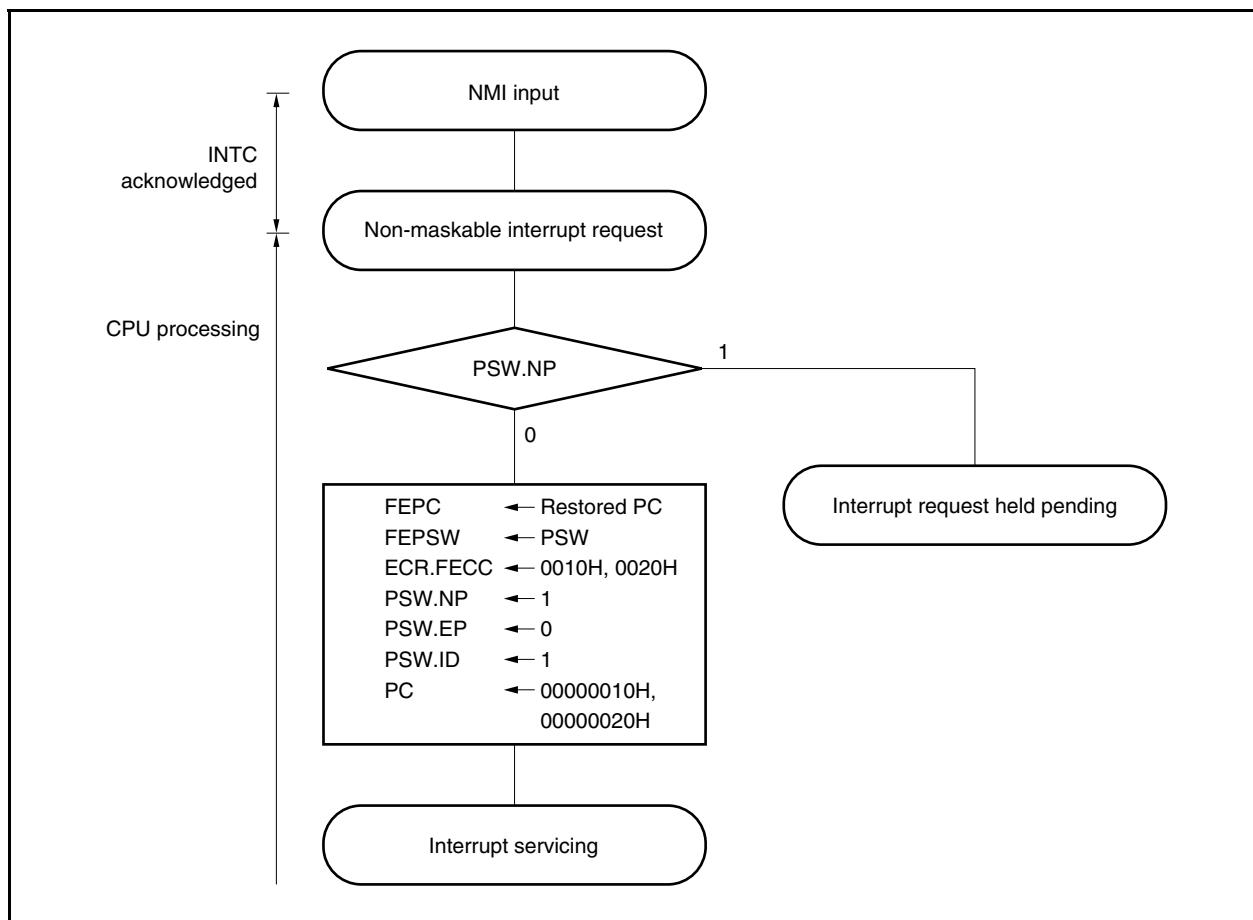 NMI input
INTC
acknowledged
Non-maskable interrupt request
CPU processing
PSW.NP
1
0
FEPC ← Restored PC
FEPSW ← PSW
ECR.FECC ← 0010H, 0020H
PSW.NP ← 1
PSW.EP ← 0
PSW.ID ← 1
PC ← 00000010H,
00000020H
Interrupt request held pending
Interrupt servicing